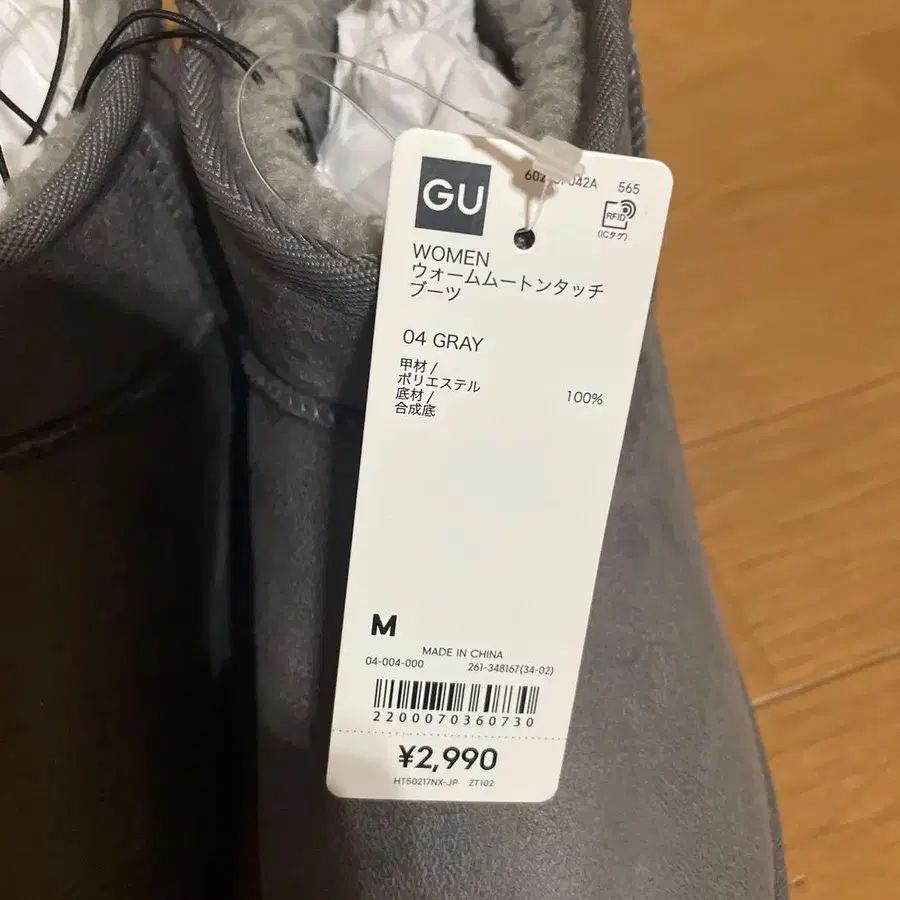 GU
565
RFID
(ICタグ)
WOMEN
ウォームムートンタッチ
ブーツ
04 GRAY
甲材 /
ポリエステル 100%
底材 /
合成底
M
MADE IN CHINA
04-004-000 261-348167(34-02)
2200070360730
¥2,990
HT50217NX-JP ZT102